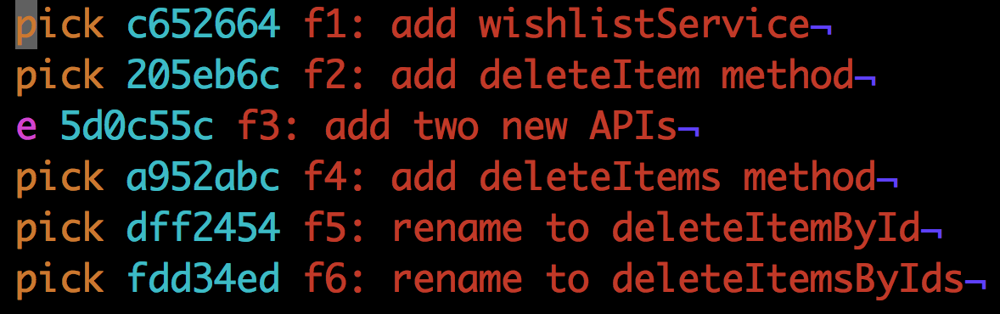 pick c652664 f1: add wishlistService¬
pick 205eb6c f2: add deleteItem method¬
e 5d0c55c f3: add two new APIs¬
pick a952abc f4: add deleteItems method¬
pick dff2454 f5: rename to deleteItemById¬
pick fdd34ed f6: rename to deleteItemsByIds¬